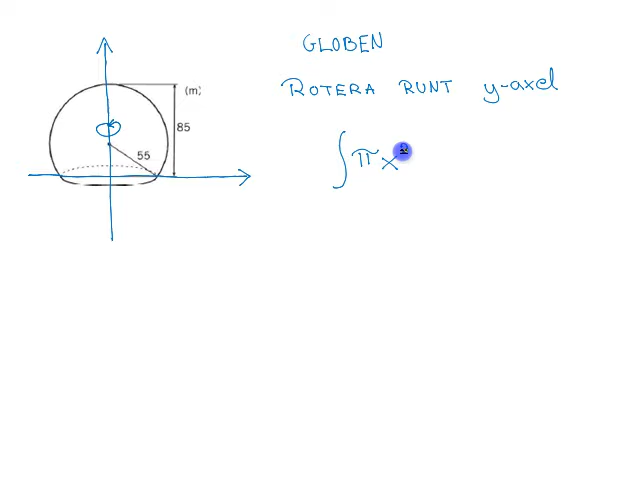 GLOBEN
ROTERA RUNT y-axel
(m)
85
55
∫πx²